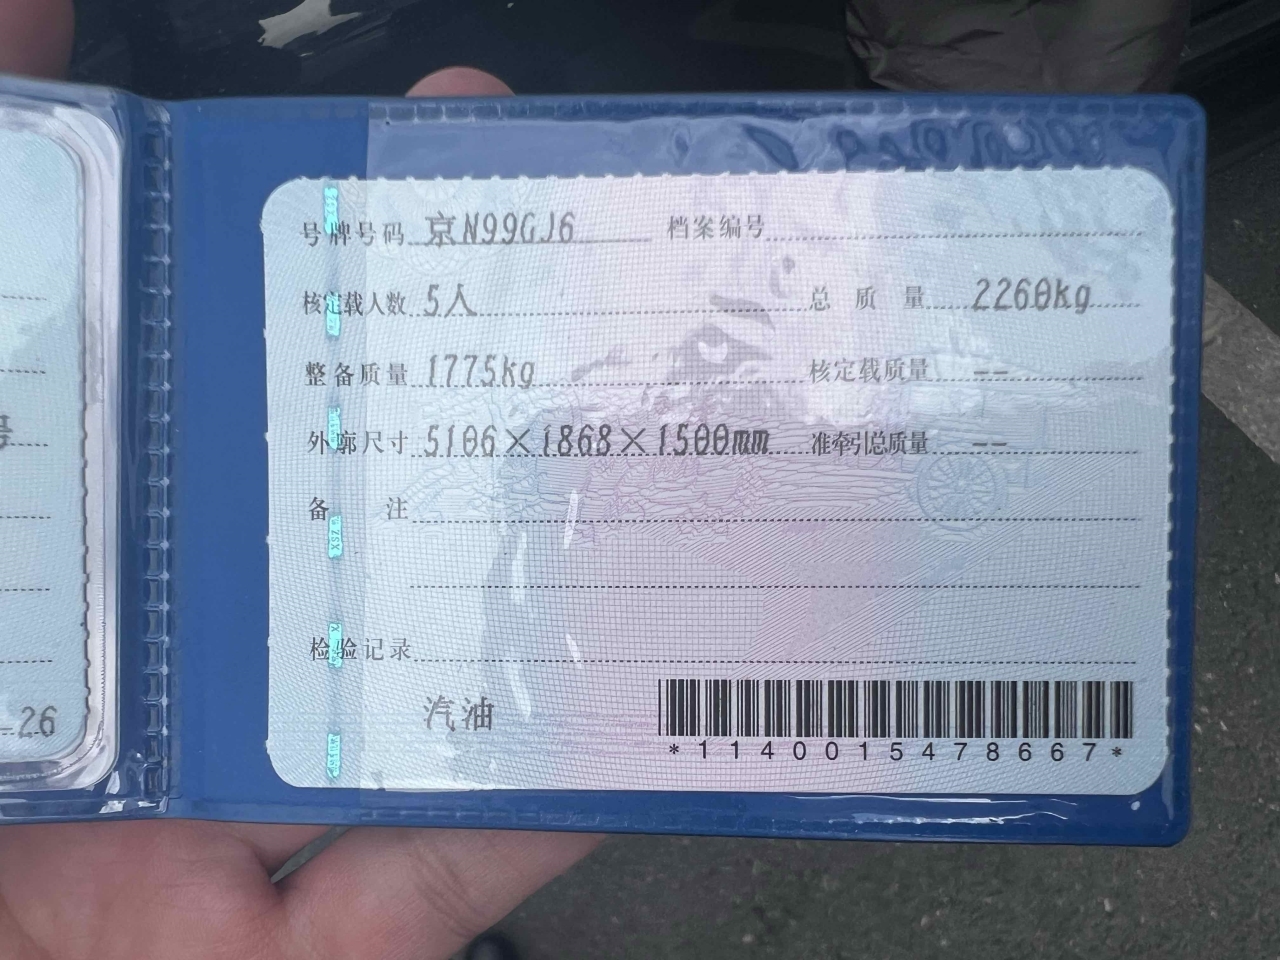 号牌号码 京N99GJ6 档案编号
核定载人数 5人 总质量 2260kg
整备质量 1775kg 核定载质量 --
外廓尺寸 5106×1868×1500mm 准牵引总质量 --
备注
检验记录
汽油
*1140015478667*
号
-26